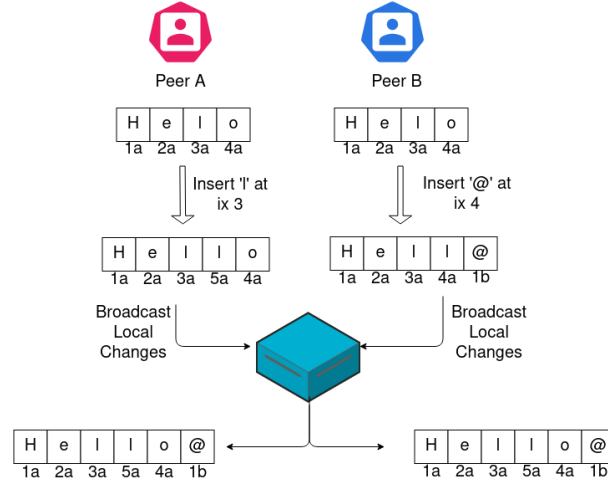 Peer A
Peer B
H e l o
1a 2a 3a 4a
H e l o
1a 2a 3a 4a
Insert 'l' at
ix 3
Insert '@' at
ix 4
H e l l o
1a 2a 3a 5a 4a
H e l l @
1a 2a 3a 4a 1b
Broadcast
Local
Changes
Broadcast
Local
Changes
H e l l o @
1a 2a 3a 5a 4a 1b
H e l l o @
1a 2a 3a 5a 4a 1b